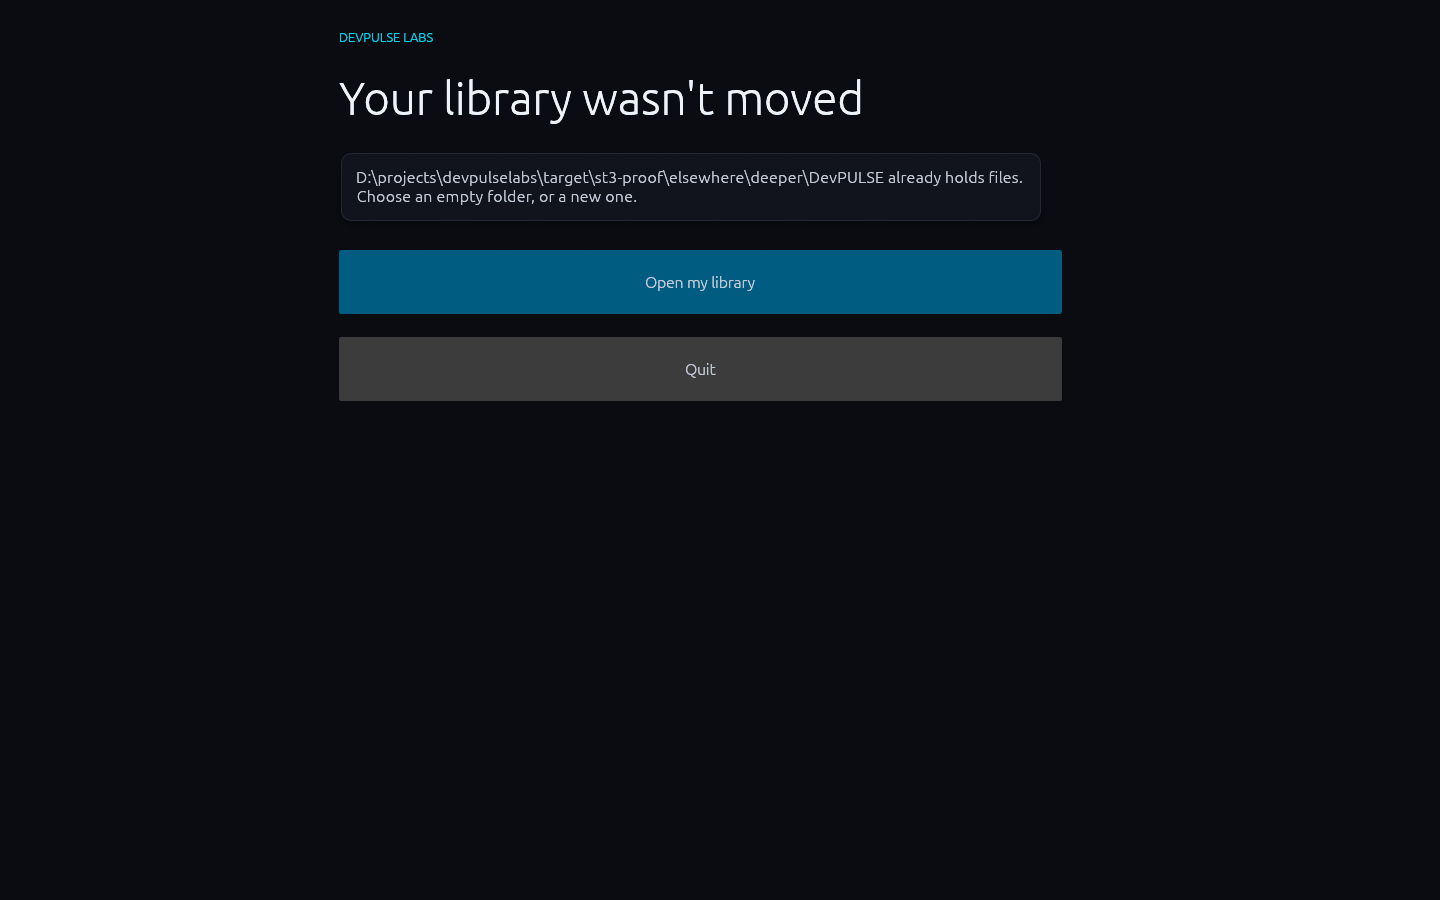 DEVPULSE LABS
Your library wasn't moved
D:\projects\devpulselabs\target\st3-proof\elsewhere\deeper\DevPULSE already holds files.
Choose an empty folder, or a new one.
Open my library
Quit